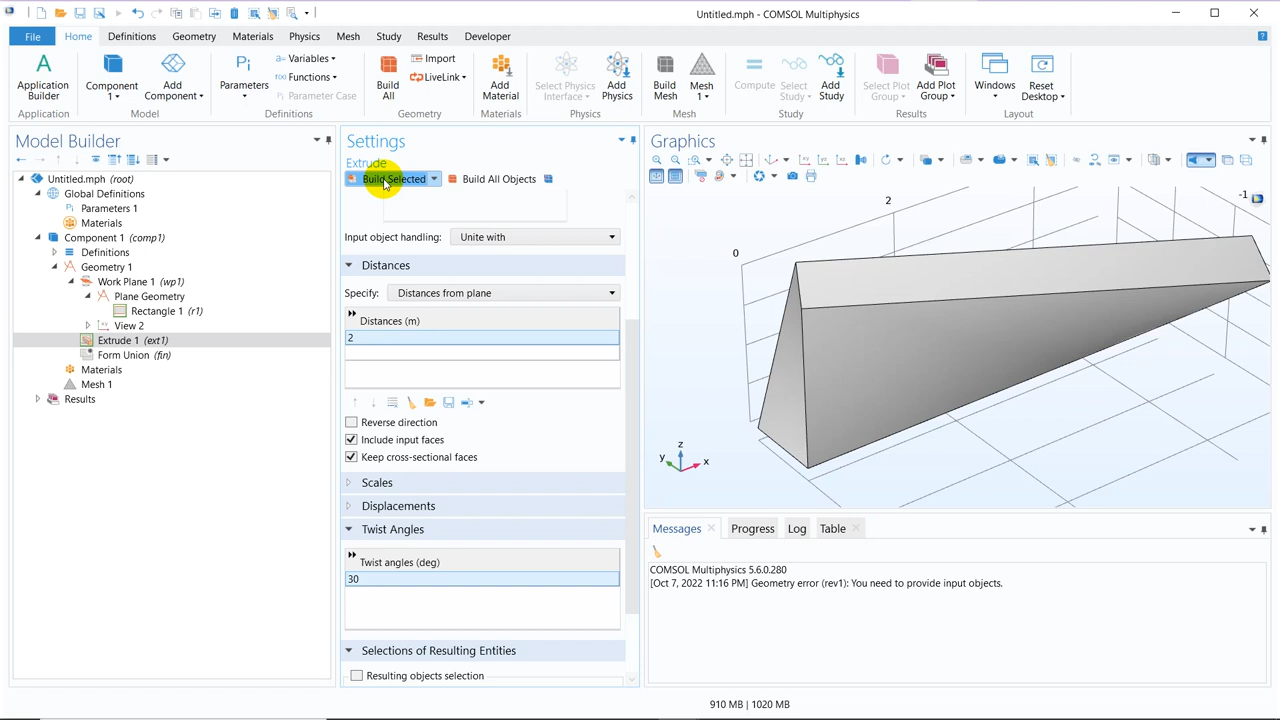 Untitled.mph - COMSOL Multiphysics
File Home Definitions Geometry Materials Physics Mesh Study Results Developer
Application Builder
Application
Component 1
Add Component
Model
Pi
Parameters
a= Variables
f(x) Functions
Parameter Case
Definitions
Build All
Import
LiveLink
Geometry
Add Material
Materials
Select Physics Interface
Add Physics
Physics
Build Mesh
Mesh 1
Mesh
Compute
Select Study
Add Study
Study
Select Plot Group
Add Plot Group
Results
Windows
Reset Desktop
Layout
Model Builder
Untitled.mph (root)
Global Definitions
Pi Parameters 1
Materials
Component 1 (comp1)
Definitions
Geometry 1
Work Plane 1 (wp1)
Plane Geometry
Rectangle 1 (r1)
View 2
Extrude 1 (ext1)
Form Union (fin)
Materials
Mesh 1
Results
Settings
Extrude
Build Selected Build All Objects
Input object handling: Unite with
Distances
Specify: Distances from plane
Distances (m)
2
Reverse direction
Include input faces
Keep cross-sectional faces
Scales
Displacements
Twist Angles
Twist angles (deg)
30
Selections of Resulting Entities
Resulting objects selection
Graphics
-1
2
0
z
y
x
Messages Progress Log Table
COMSOL Multiphysics 5.6.0.280
[Oct 7, 2022 11:16 PM] Geometry error (rev1): You need to provide input objects.
910 MB | 1020 MB